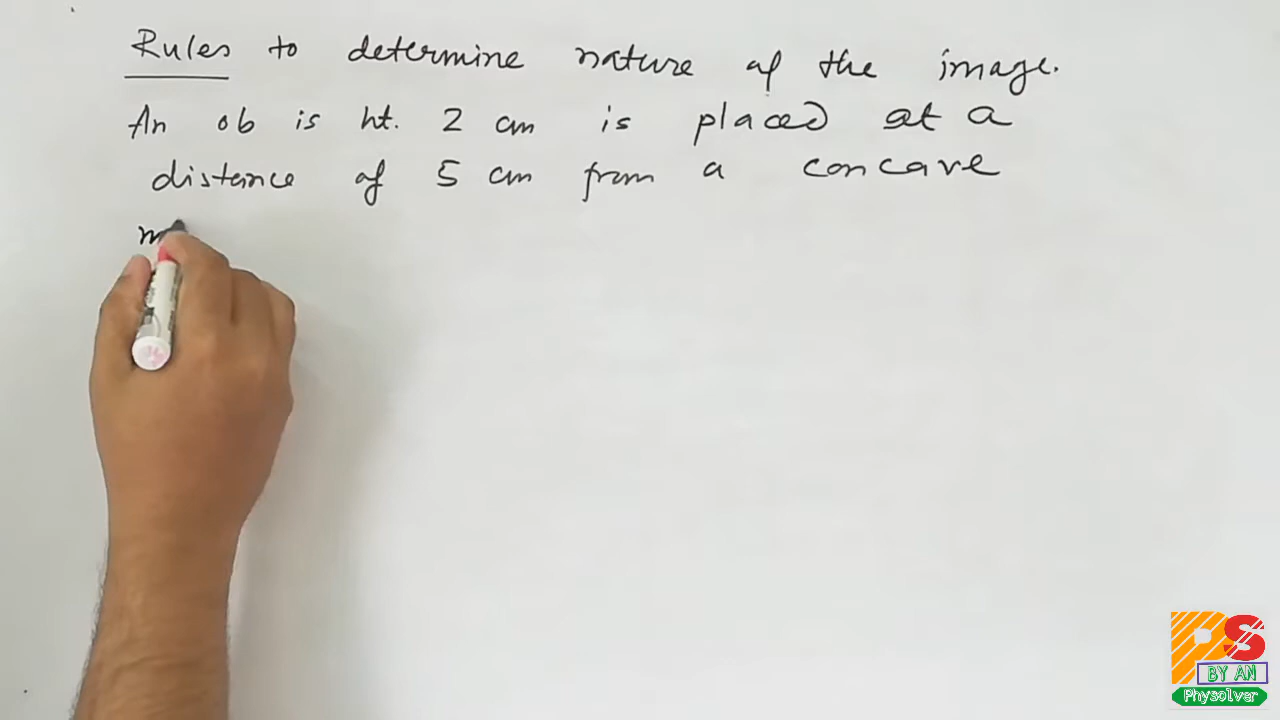 Rules to determine nature of the image.
An ob is ht. 2 cm is placed at a
distance of 5 cm from a concave
m
PS
BY AN
Physolver